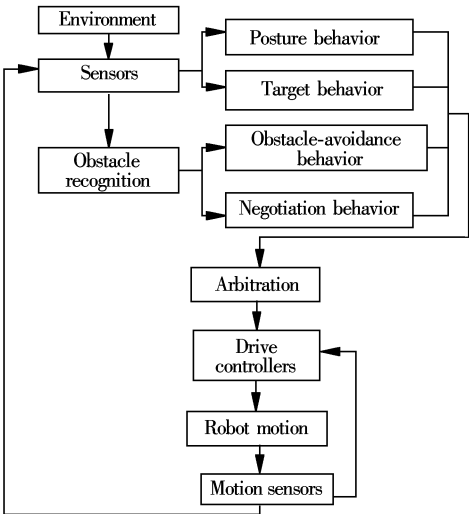 Environment
Sensors
Posture behavior
Target behavior
Obstacle
recognition
Obstacle-avoidance
behavior
Negotiation behavior
Arbitration
Drive
controllers
Robot motion
Motion sensors